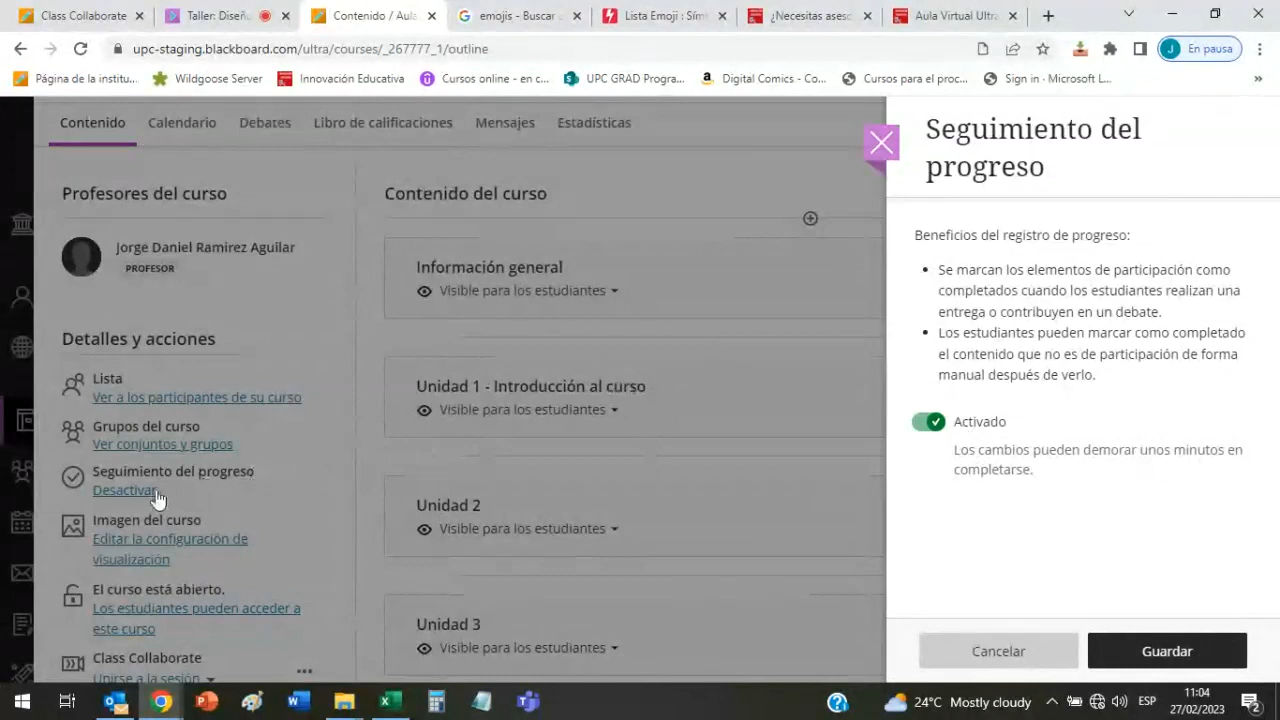 Class Collaborate
Taller: Diseñ
Contenido / Aula
emojis - Buscar
Lista Emoji : Sím
¿Necesitas aseso
Aula Virtual Ultra
upc-staging.blackboard.com/ultra/courses/_267777_1/outline
J
En pausa
Página de la institu...
Wildgoose Server
Innovación Educativa
Cursos online - en c...
UPC GRAD Progra...
Digital Comics - Co...
Cursos para el proc...
Sign in · Microsoft L...
»
Contenido
Calendario
Debates
Libro de calificaciones
Mensajes
Estadísticas
Profesores del curso
Jorge Daniel Ramirez Aguilar
PROFESOR
Detalles y acciones
Lista
Ver a los participantes de su curso
Grupos del curso
Ver conjuntos y grupos
Seguimiento del progreso
Desactivar
Imagen del curso
Editar la configuración de
visualización
El curso está abierto.
Los estudiantes pueden acceder a
este curso
Class Collaborate
Unirse a la sesión
Contenido del curso
Información general
Visible para los estudiantes
Unidad 1 - Introducción al curso
Visible para los estudiantes
Unidad 2
Visible para los estudiantes
Unidad 3
Visible para los estudiantes
Seguimiento del
progreso
Beneficios del registro de progreso:
• Se marcan los elementos de participación como
completados cuando los estudiantes realizan una
entrega o contribuyen en un debate.
• Los estudiantes pueden marcar como completado
el contenido que no es de participación de forma
manual después de verlo.
Activado
Los cambios pueden demorar unos minutos en
completarse.
Cancelar
Guardar
24°C Mostly cloudy
ESP
11:04
27/02/2023
2